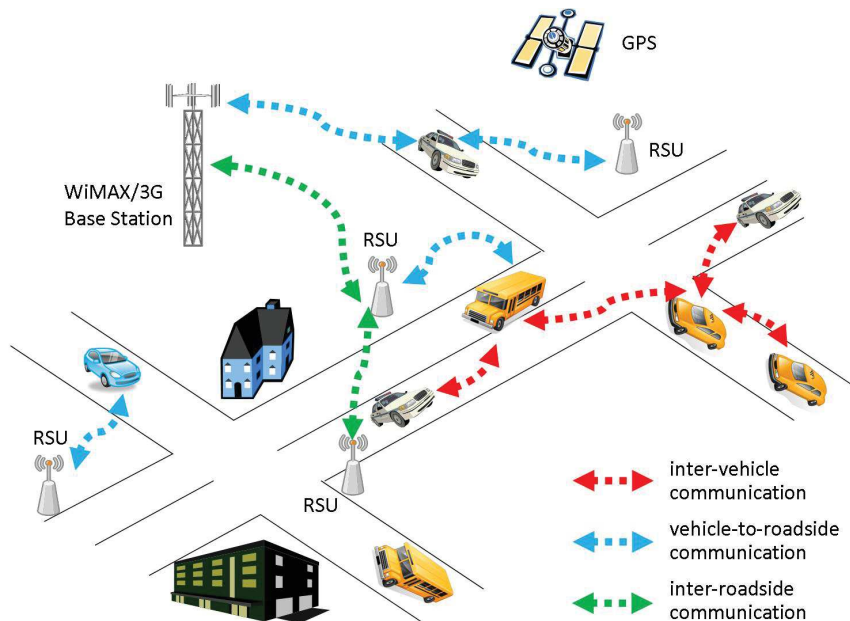 GPS
RSU
WiMAX/3G
Base Station
RSU
RSU
RSU
inter-vehicle
communication
vehicle-to-roadside
communication
inter-roadside
communication